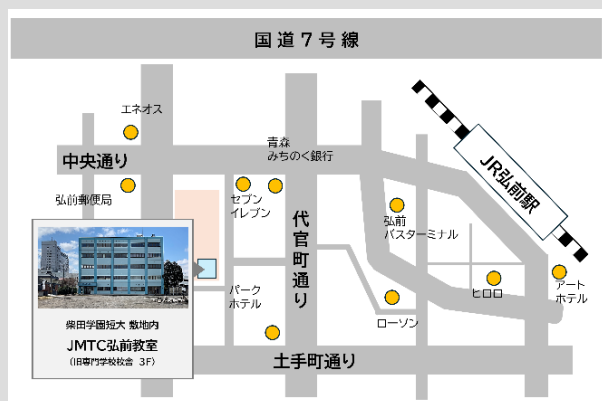 国道7号線
エネオス
中央通り
青森
みちのく銀行
JR弘前駅
弘前郵便局
セブン
イレブン
代官町通り
弘前
バスターミナル
パーク
ホテル
ヒロロ
アート
ホテル
ローソン
柴田学園短大 敷地内
JMTC弘前教室
(旧専門学校校舎 3F)
土手町通り